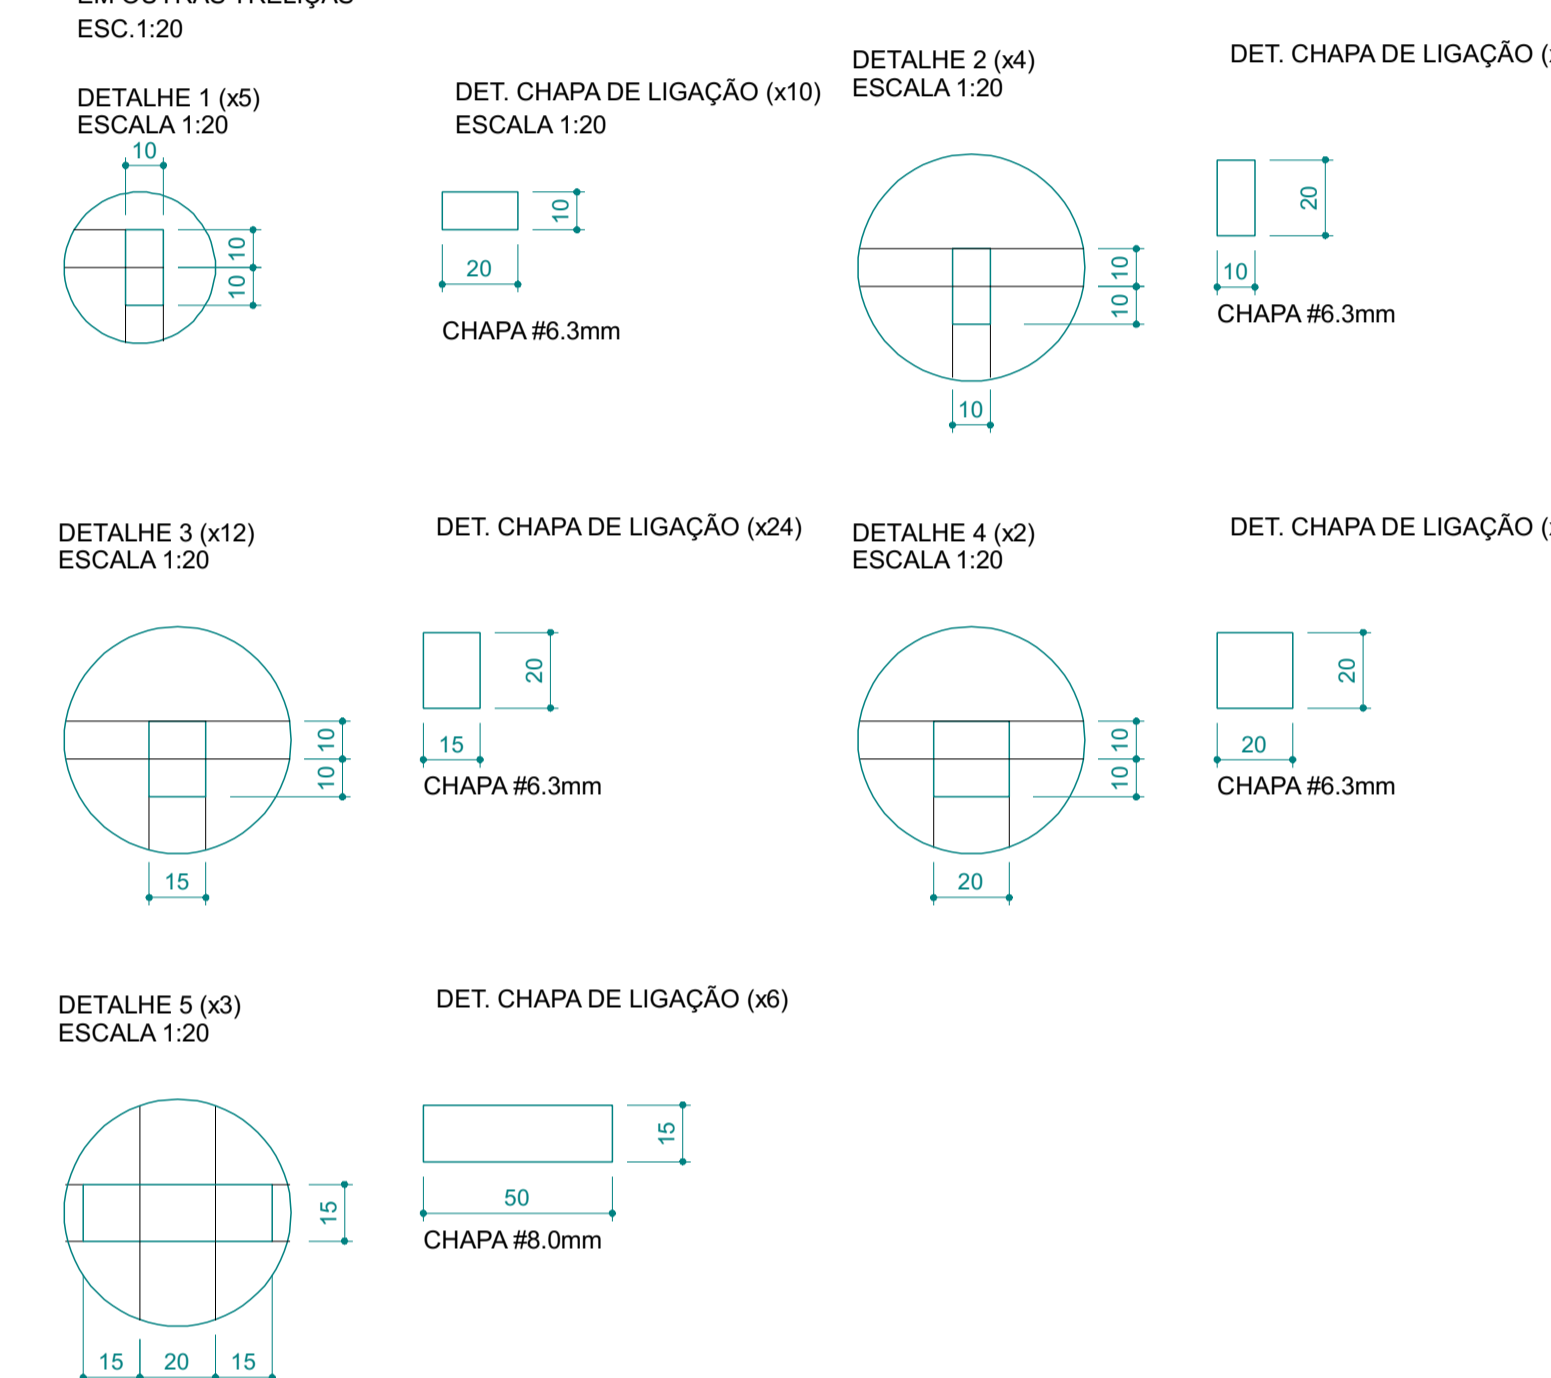 ESC.1:20
DETALHE 1 (x5)
ESCALA 1:20
10
10
10
DET. CHAPA DE LIGAÇÃO (x10)
ESCALA 1:20
10
20
CHAPA #6.3mm
DETALHE 2 (x4)
ESCALA 1:20
10
10
10
DET. CHAPA DE LIGAÇÃO (
20
10
CHAPA #6.3mm
DETALHE 3 (x12)
ESCALA 1:20
10
10
15
DET. CHAPA DE LIGAÇÃO (x24)
20
15
CHAPA #6.3mm
DETALHE 4 (x2)
ESCALA 1:20
10
10
20
DET. CHAPA DE LIGAÇÃO (
20
20
CHAPA #6.3mm
DETALHE 5 (x3)
ESCALA 1:20
15
15 20 15
DET. CHAPA DE LIGAÇÃO (x6)
15
50
CHAPA #8.0mm